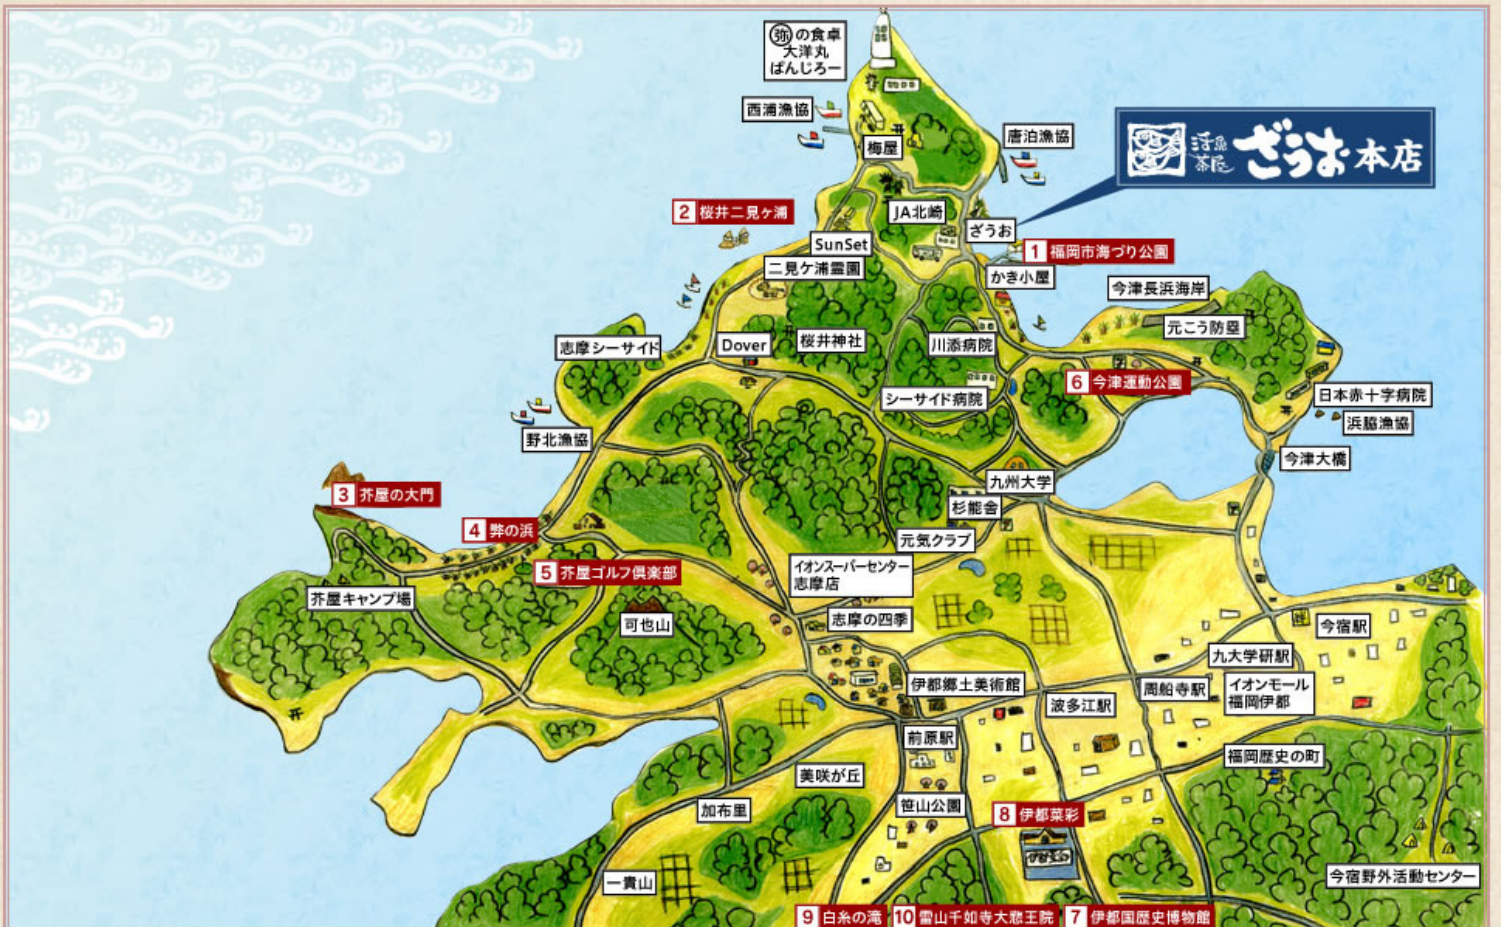 ㋳の食卓
大洋丸
ばんじろー
西浦漁協
梅屋
唐泊漁協
活魚
茶屋
ざうお本店
2 桜井二見ヶ浦
JA北崎
ざうお
SunSet
1 福岡市海づり公園
二見ケ浦霊園
かき小屋
今津長浜海岸
元こう防塁
志摩シーサイド
Dover
桜井神社
川添病院
6 今津運動公園
シーサイド病院
日本赤十字病院
浜脇漁協
野北漁協
今津大橋
九州大学
3 芥屋の大門
杉能舎
4 弊の浜
元気クラブ
5 芥屋ゴルフ倶楽部
イオンスーパーセンター
志摩店
芥屋キャンプ場
可也山
志摩の四季
今宿駅
九大学研駅
伊都郷土美術館
周船寺駅
イオンモール
福岡伊都
波多江駅
前原駅
福岡歴史の町
美咲が丘
加布里
笹山公園
8 伊都菜彩
一貴山
今宿野外活動センター
9 白糸の滝
10 雷山千如寺大悲王院
7 伊都国歴史博物館